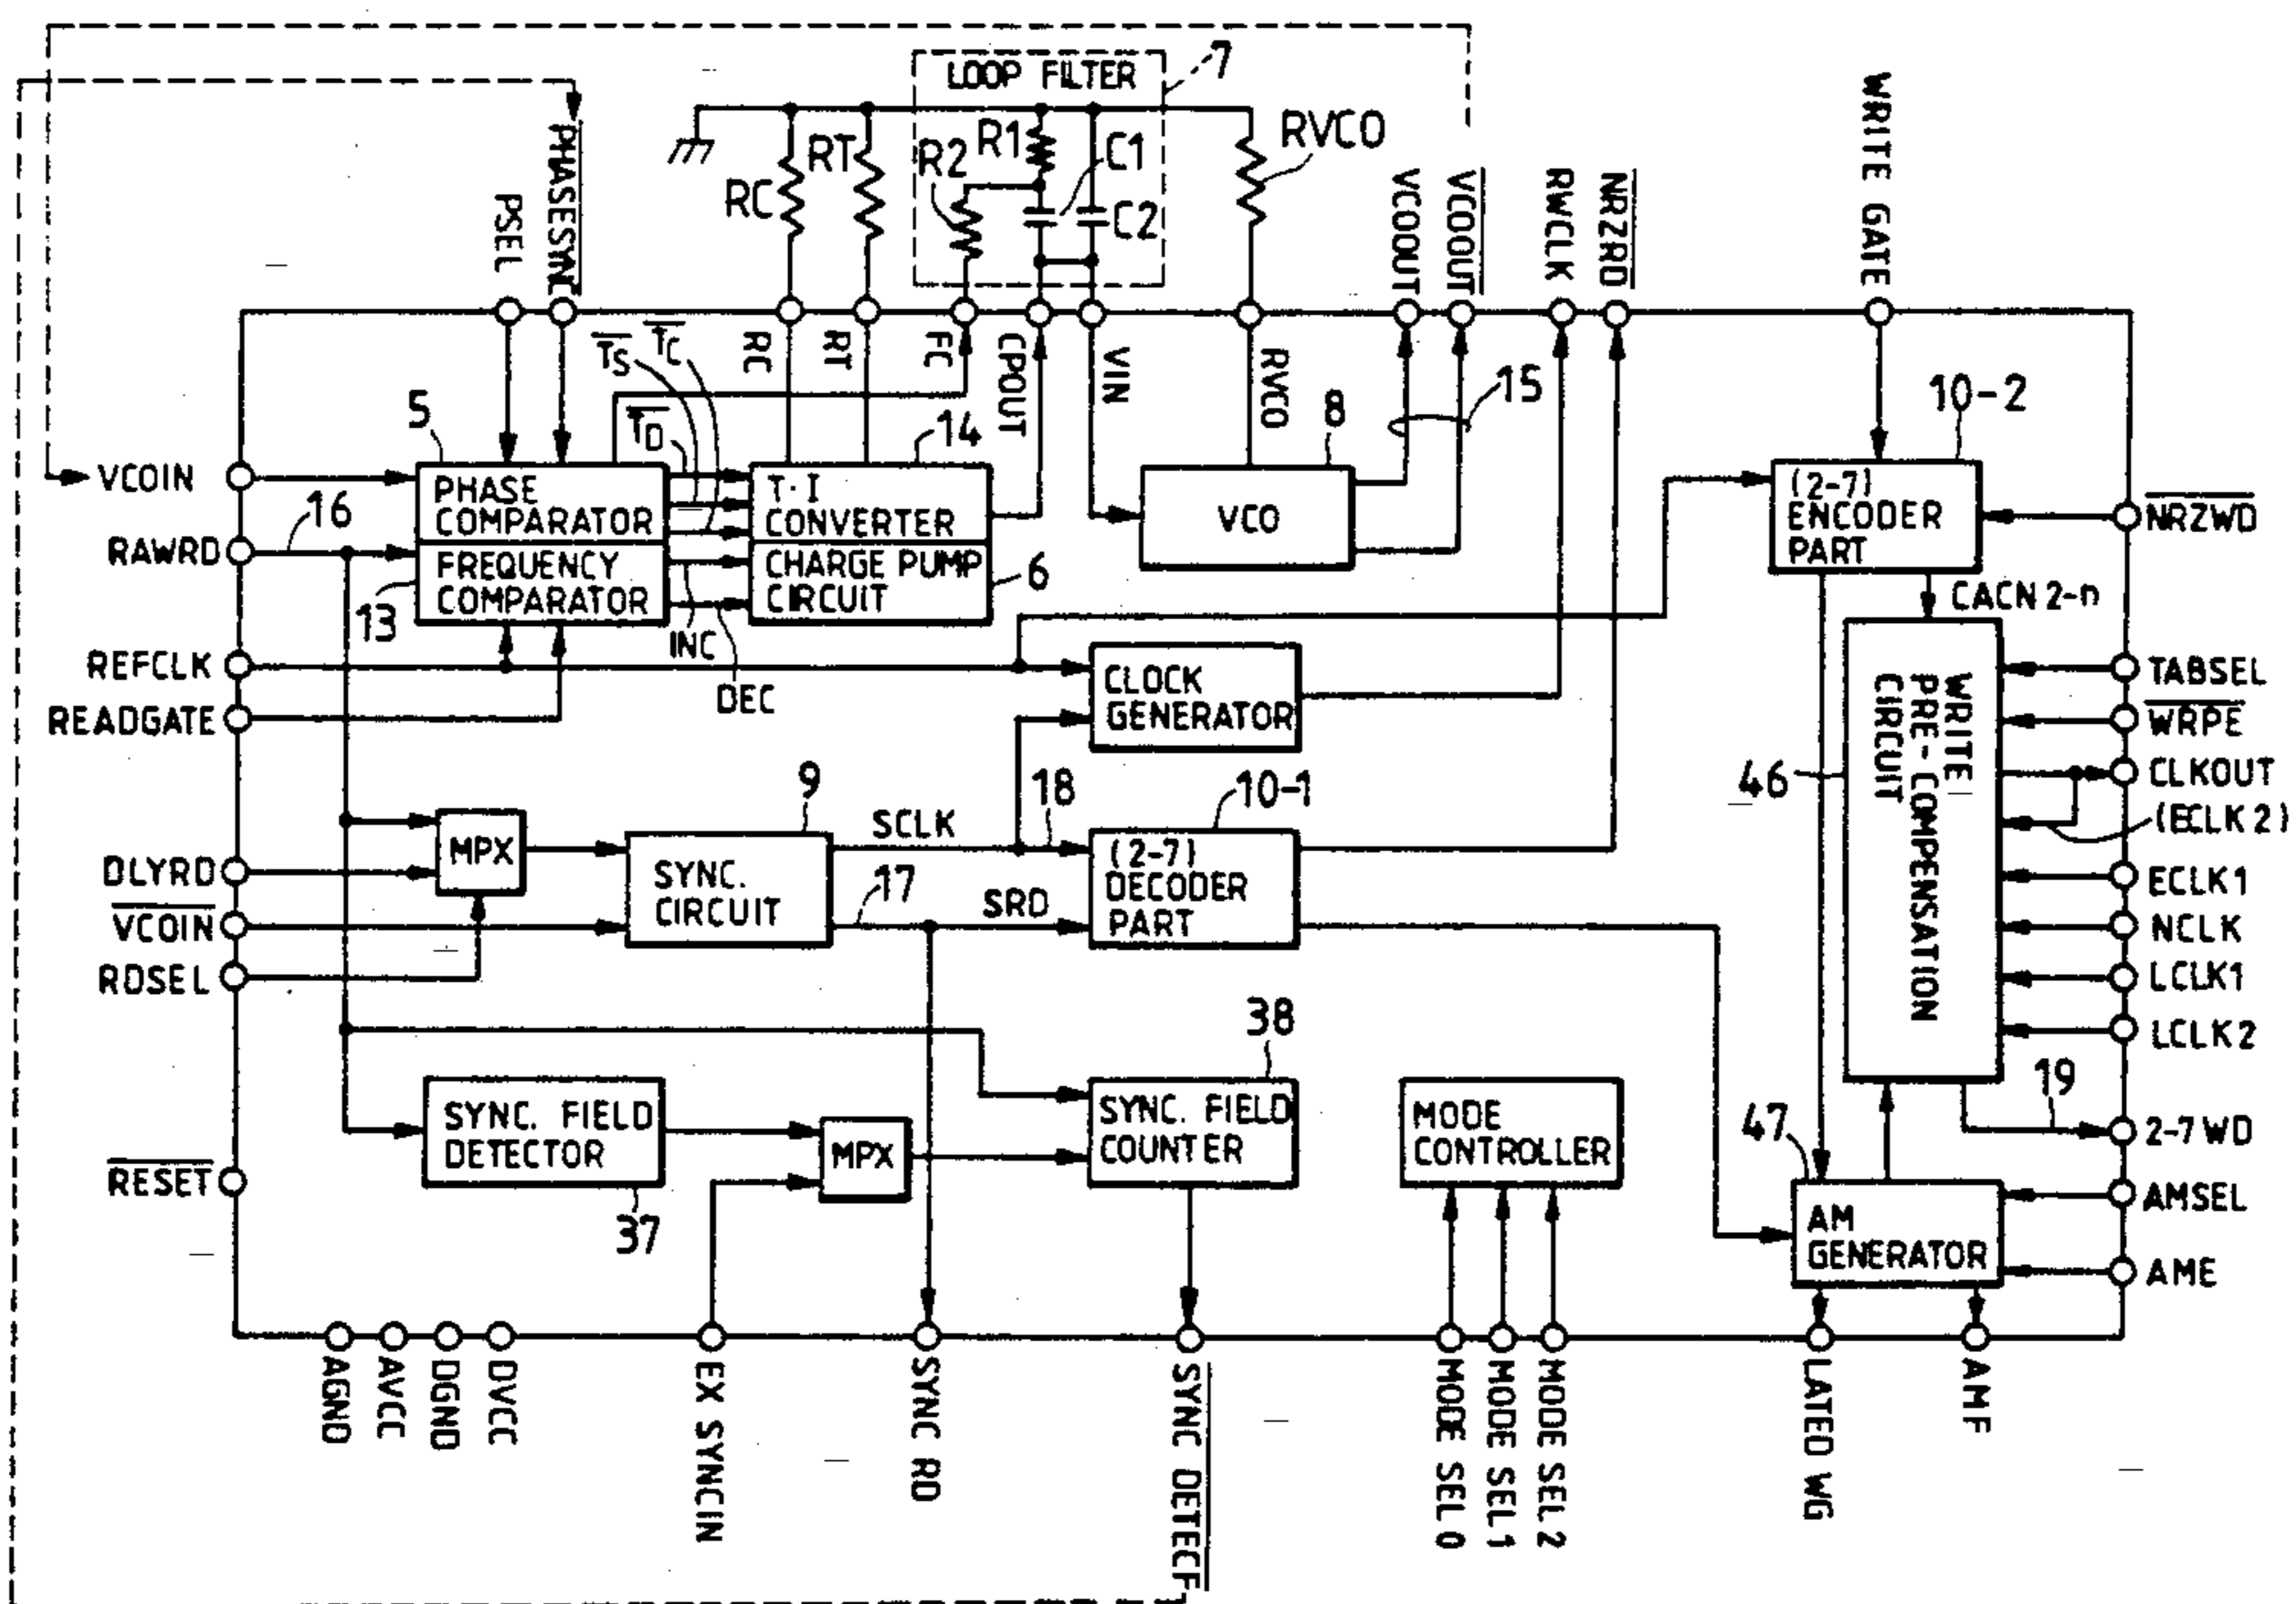 LOOP FILTER
7
PSEL
PHASESYNC
RC
RT
R2
R1
C1
C2
RVCO
VCOOUT
VCOOUT
RWCLK
NRZRD
WRITE GATE
TS
TC
RC
RT
FC
CPOUT
VIN
RVCO
15
10-2
5
TD
14
8
VCOIN
PHASE
COMPARATOR
T·I
CONVERTER
VCO
(2-7)
ENCODER
PART
NRZWD
16
RAWRD
FREQUENCY
COMPARATOR
CHARGE PUMP
CIRCUIT
6
13
INC
DEC
CACN 2-n
REFCLK
READGATE
CLOCK
GENERATOR
WRITE
PRE-COMPENSATION
CIRCUIT
46
TABSEL
WRPE
CLKOUT
(ECLK2)
ECLK1
NCLK
LCLK1
LCLK2
9
SCLK
18
10-1
MPX
DLYRD
VCOIN
RDSEL
SYNC.
CIRCUIT
17
SRD
(2-7)
DECODER
PART
38
19
SYNC. FIELD
DETECTOR
37
MPX
SYNC. FIELD
COUNTER
MODE
CONTROLLER
47
2-7WD
RESET
AM
GENERATOR
AMSEL
AME
AGND
AVCC
DGND
DVCC
EX SYNCIN
SYNC RD
SYNC DETECF
MODE SEL 0
MODE SEL 1
MODE SEL 2
LATED WG
AMF